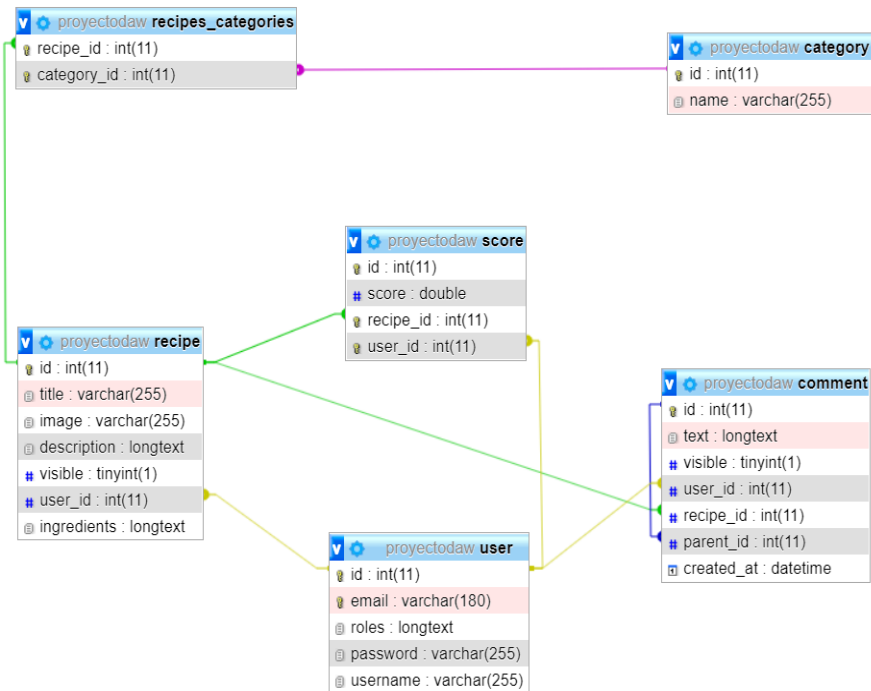 proyectodaw recipes_categories
recipe_id : int(11)
category_id : int(11)
proyectodaw category
id : int(11)
name : varchar(255)
proyectodaw score
id : int(11)
score : double
recipe_id : int(11)
user_id : int(11)
proyectodaw recipe
id : int(11)
title : varchar(255)
image : varchar(255)
description : longtext
visible : tinyint(1)
user_id : int(11)
ingredients : longtext
proyectodaw comment
id : int(11)
text : longtext
visible : tinyint(1)
user_id : int(11)
recipe_id : int(11)
parent_id : int(11)
created_at : datetime
proyectodaw user
id : int(11)
email : varchar(180)
roles : longtext
password : varchar(255)
username : varchar(255)